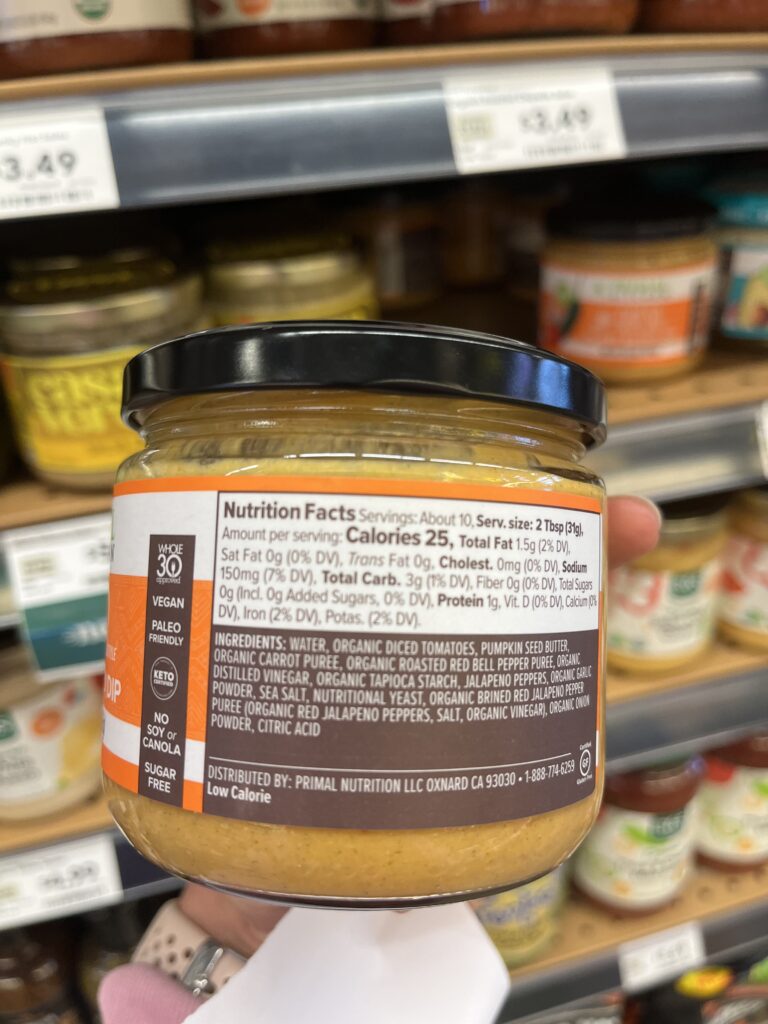 3.49
$3.49
WHOLE
30
approved
VEGAN
PALEO
FRIENDLY
KETO
CERTIFIED
NO
SOY or
CANOLA
SUGAR
FREE
DIP
Nutrition Facts Servings: About 10, Serv. size: 2 Tbsp (31g),
Amount per serving: Calories 25, Total Fat 1.5g (2% DV),
Sat Fat 0g (0% DV), Trans Fat 0g, Cholest. 0mg (0% DV), Sodium
150mg (7% DV), Total Carb. 3g (1% DV), Fiber 0g (0% DV), Total Sugars
0g (Incl. 0g Added Sugars, 0% DV), Protein 1g, Vit. D (0% DV), Calcium (0%
DV), Iron (2% DV), Potas. (2% DV).
INGREDIENTS: WATER, ORGANIC DICED TOMATOES, PUMPKIN SEED BUTTER,
ORGANIC CARROT PUREE, ORGANIC ROASTED RED BELL PEPPER PUREE, ORGANIC
DISTILLED VINEGAR, ORGANIC TAPIOCA STARCH, JALAPENO PEPPERS, ORGANIC GARLIC
POWDER, SEA SALT, NUTRITIONAL YEAST, ORGANIC BRINED RED JALAPENO PEPPER
PUREE (ORGANIC RED JALAPENO PEPPERS, SALT, ORGANIC VINEGAR), ORGANIC ONION
POWDER, CITRIC ACID
DISTRIBUTED BY: PRIMAL NUTRITION LLC OXNARD CA 93030 • 1-888-774-6259
Low Calorie
Certified
GF
Gluten Free